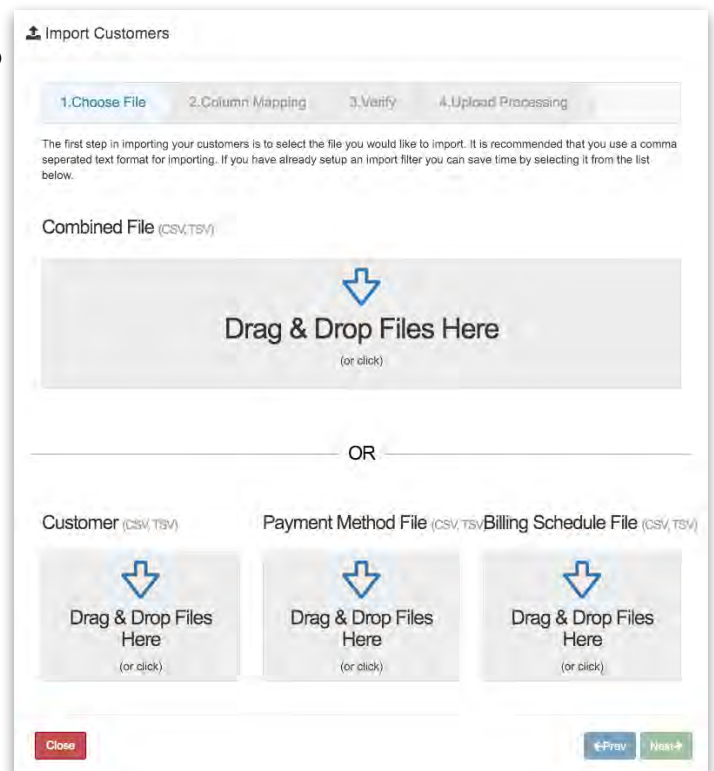 Import Customers
1.Choose File 2.Column Mapping 3.Verify 4.Upload Processing
The first step in importing your customers is to select the file you would like to import. It is recommended that you use a comma
seperated text format for importing. If you have already setup an import filter you can save time by selecting it from the list
below.
Combined File (CSV, TSV)
Drag & Drop Files Here
(or click)
OR
Customer (CSV, TSV) Payment Method File (CSV, TSV Billing Schedule File (CSV, TSV)
Drag & Drop Files Drag & Drop Files Drag & Drop Files
Here Here Here
(or click) (or click) (or click)
Close ←Prev Next→